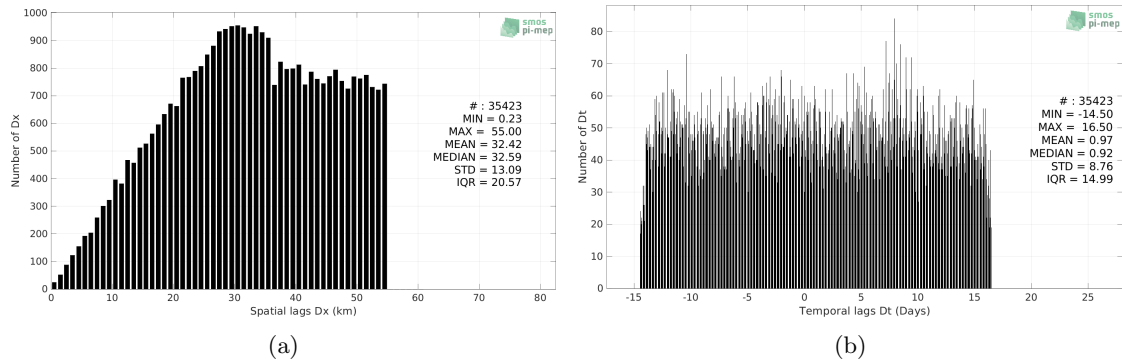 1000
900
800
700
600
500
400
300
200
100
0
Number of Dx
0 10 20 30 40 50 60 70 80
Spatial lags Dx (km)
smos
pi-mep
# : 35423
MIN = 0.23
MAX = 55.00
MEAN = 32.42
MEDIAN = 32.59
STD = 13.09
IQR = 20.57
(a)
80
70
60
50
40
30
20
10
0
Number of Dt
-15 -10 -5 0 5 10 15 20 25
Temporal lags Dt (Days)
smos
pi-mep
# : 35423
MIN = -14.50
MAX = 16.50
MEAN = 0.97
MEDIAN = 0.92
STD = 8.76
IQR = 14.99
(b)